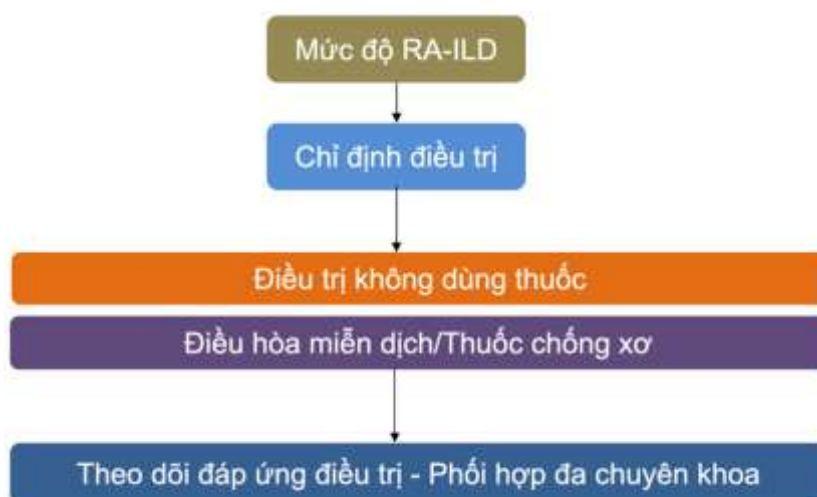 Mức độ RA-ILD
Chỉ định điều trị
Điều trị không dùng thuốc
Điều hòa miễn dịch/Thuốc chống xơ
Theo dõi đáp ứng điều trị - Phối hợp đa chuyên khoa